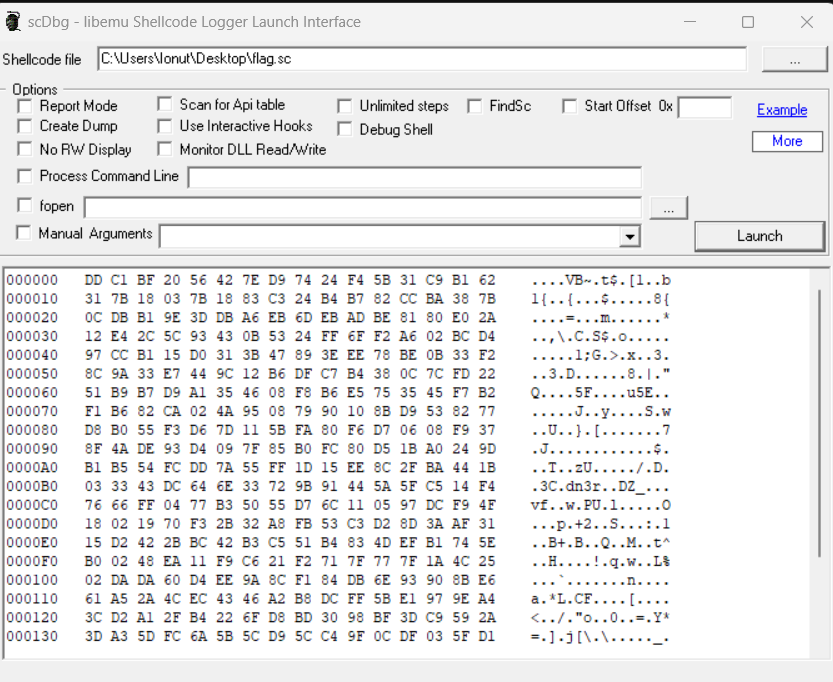 scDbg - libemu Shellcode Logger Launch Interface
Shellcode file C:\Users\Ionut\Desktop\flag.sc ...
Options
Report Mode Scan for Api table Unlimited steps FindSc Start Offset 0x Example
Create Dump Use Interactive Hooks Debug Shell
No RW Display Monitor DLL Read/Write More
Process Command Line
fopen ...
Manual Arguments Launch
000000 DD C1 BF 20 56 42 7E D9 74 24 F4 5B 31 C9 B1 62 ....VB~.t$.[1..b
000010 31 7B 18 03 7B 18 83 C3 24 B4 B7 82 CC BA 38 7B 1{..{...$.....8{
000020 0C DB B1 9E 3D DB A6 EB 6D EB AD BE 81 80 E0 2A ....=...m......*
000030 12 E4 2C 5C 93 43 0B 53 24 FF 6F F2 A6 02 BC D4 ..,\.C.S$.o.....
000040 97 CC B1 15 D0 31 3B 47 89 3E EE 78 BE 0B 33 F2 .....1;G.>.x..3.
000050 8C 9A 33 E7 44 9C 12 B6 DF C7 B4 38 0C 7C FD 22 ..3.D......8.|."
000060 51 B9 B7 D9 A1 35 46 08 F8 B6 E5 75 35 45 F7 B2 Q....5F....u5E..
000070 F1 B6 82 CA 02 4A 95 08 79 90 10 8B D9 53 82 77 .....J..y....S.w
000080 D8 B0 55 F3 D6 7D 11 5B FA 80 F6 D7 06 08 F9 37 ..U..}.[.......7
000090 8F 4A DE 93 D4 09 7F 85 B0 FC 80 D5 1B A0 24 9D .J............$.
0000A0 B1 B5 54 FC DD 7A 55 FF 1D 15 EE 8C 2F BA 44 1B ..T..zU...../.D.
0000B0 03 33 43 DC 64 6E 33 72 9B 91 44 5A 5F C5 14 F4 .3C.dn3r..DZ_...
0000C0 76 66 FF 04 77 B3 50 55 D7 6C 11 05 97 DC F9 4F vf..w.PU.l.....O
0000D0 18 02 19 70 F3 2B 32 A8 FB 53 C3 D2 8D 3A AF 31 ...p.+2..S...:.1
0000E0 15 D2 42 2B BC 42 B3 C5 51 B4 83 4D EF B1 74 5E ..B+.B..Q..M..t^
0000F0 B0 02 48 EA 11 F9 C6 21 F2 71 7F 77 7F 1A 4C 25 ..H....!.q.w..L%
000100 02 DA DA 60 D4 EE 9A 8C F1 84 DB 6E 93 90 8B E6 ...`.......n....
000110 61 A5 2A 4C EC 43 46 A2 B8 DC FF 5B E1 97 9E A4 a.*L.CF....[....
000120 3C D2 A1 2F B4 22 6F D8 BD 30 98 BF 3D C9 59 2A <../."o..0..=.Y*
000130 3D A3 5D FC 6A 5B 5C D9 5C C4 9F 0C DF 03 5F D1 =.].j[\.\....._.